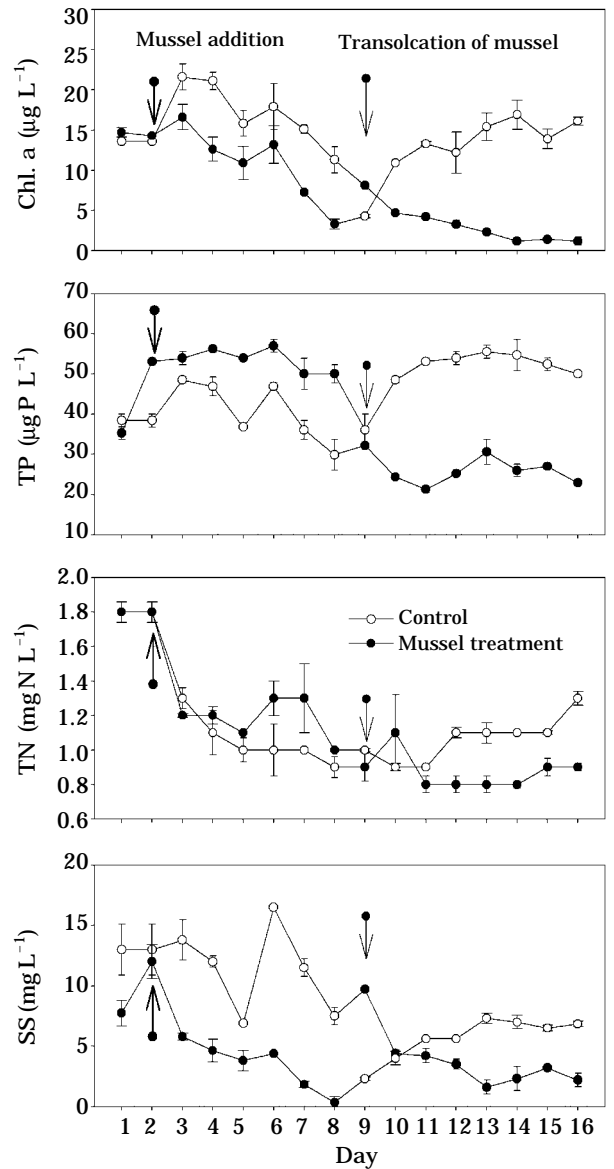 30
25
20
15
10
5
0
Chl. a (µg L⁻¹)
Mussel addition
Transolcation of mussel
70
60
50
40
30
20
10
TP (µg P L⁻¹)
2.0
1.8
1.6
1.4
1.2
1.0
0.8
0.6
TN (mg N L⁻¹)
Control
Mussel treatment
20
15
10
5
0
SS (mg L⁻¹)
1 2 3 4 5 6 7 8 9 10 11 12 13 14 15 16
Day